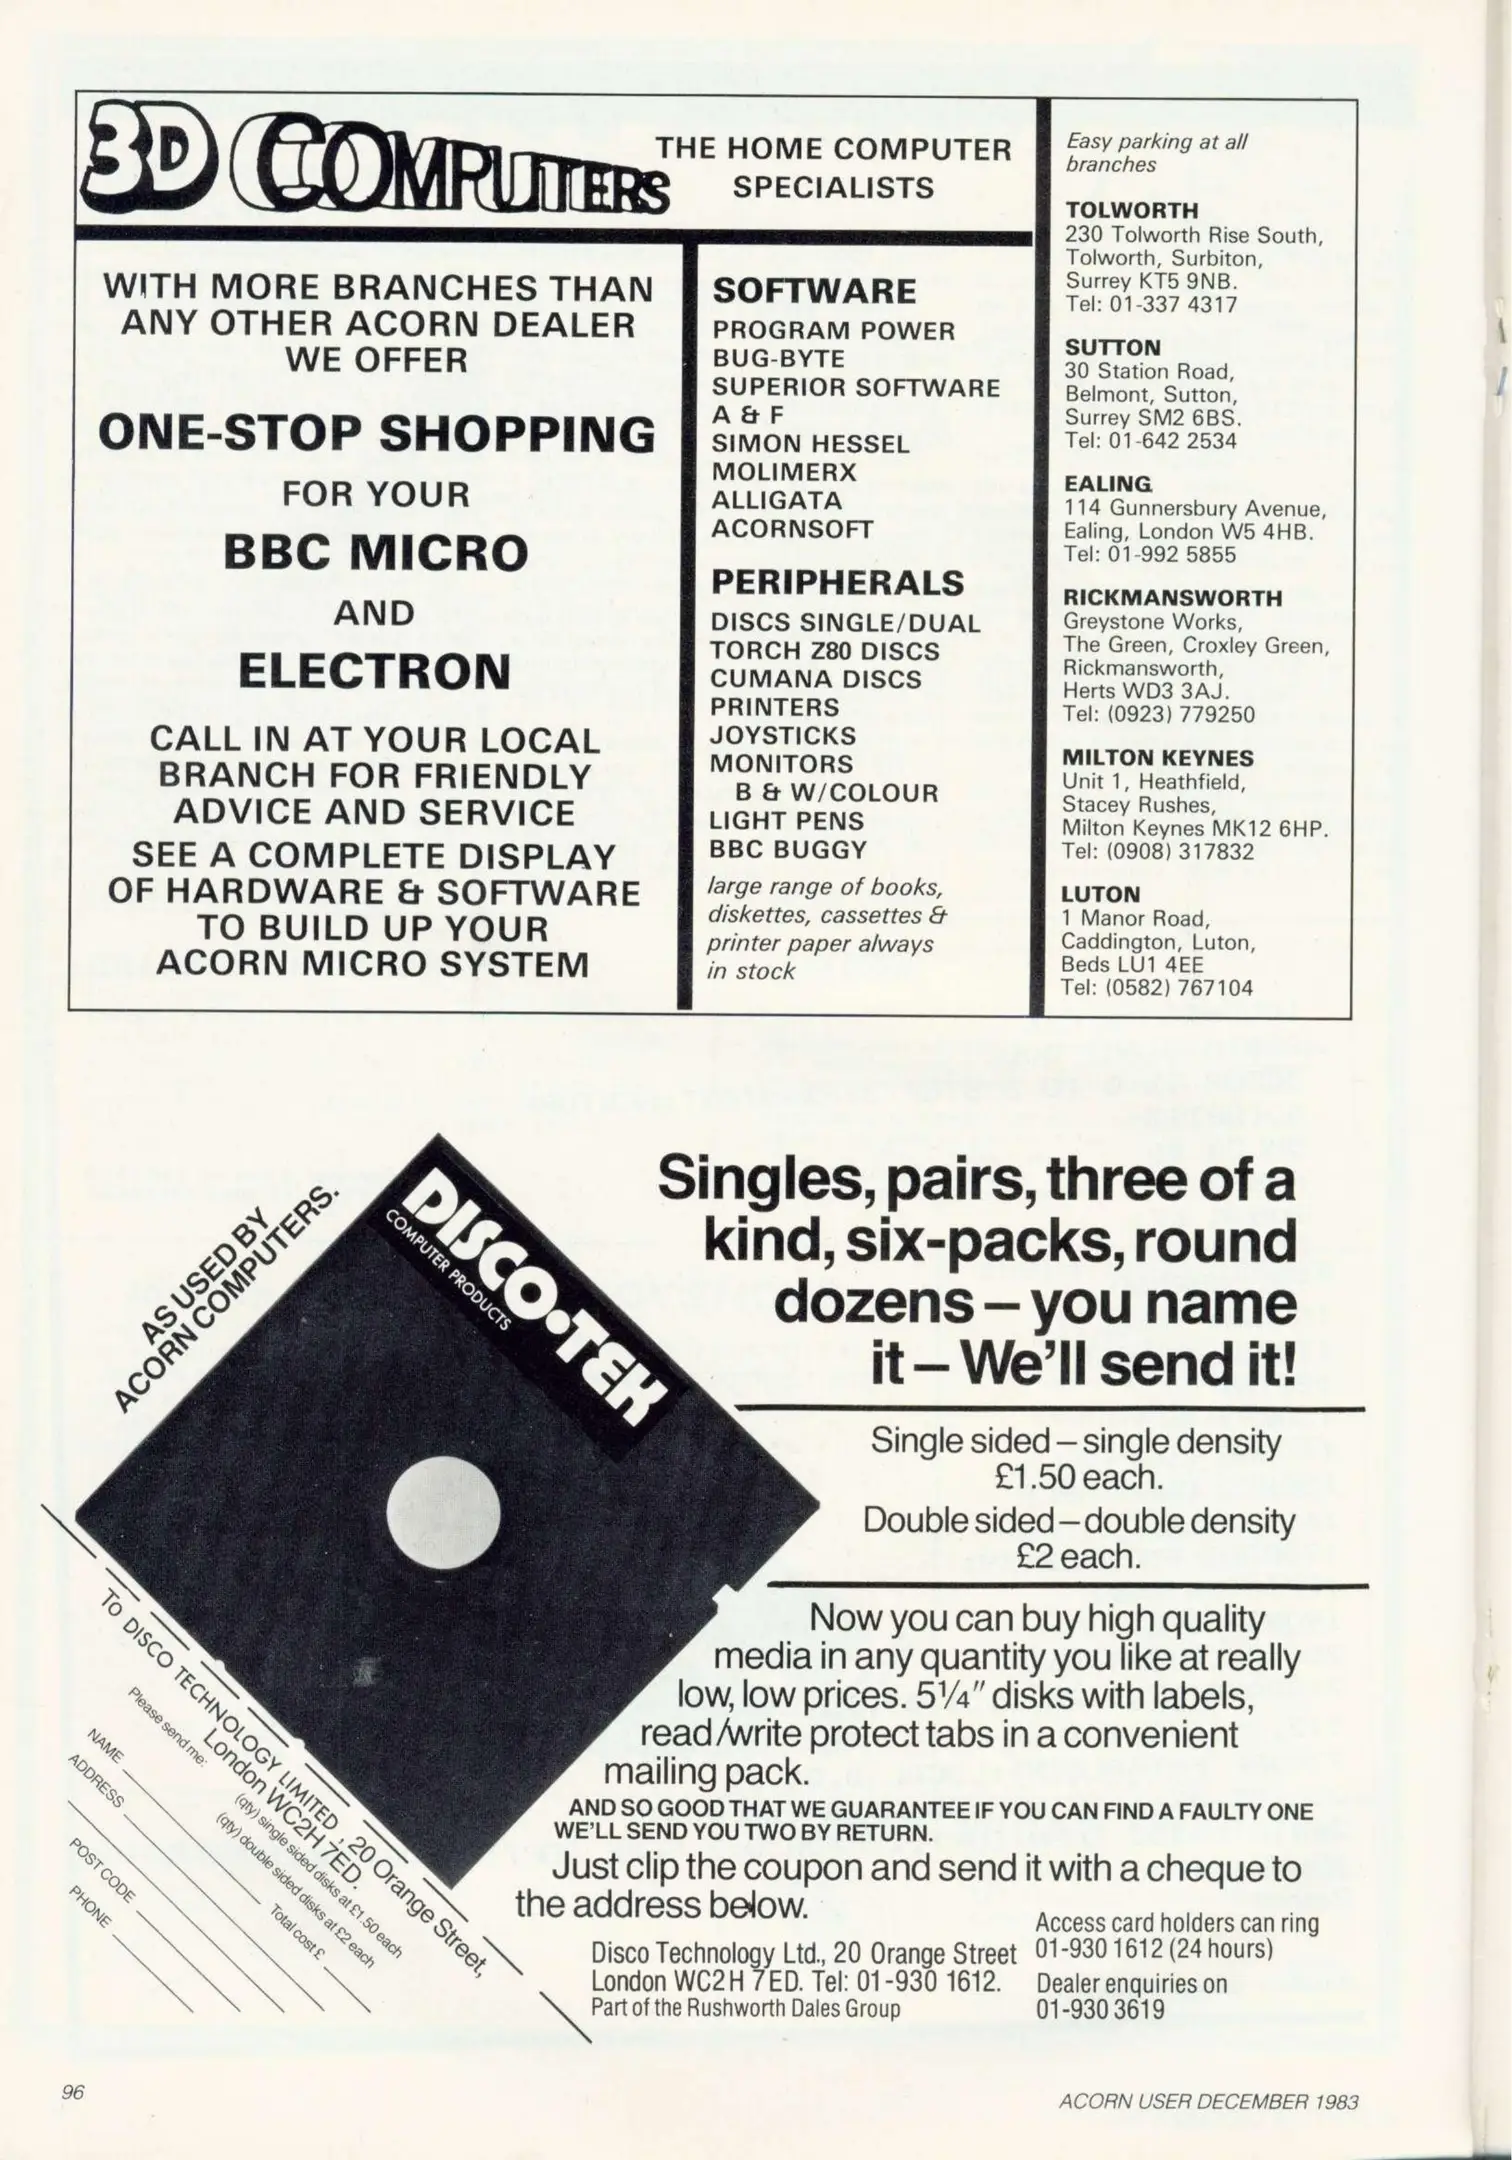 3D COMPUTERS
THE HOME COMPUTER
SPECIALISTS
WITH MORE BRANCHES THAN
ANY OTHER ACORN DEALER
WE OFFER
ONE-STOP SHOPPING
FOR YOUR
BBC MICRO
AND
ELECTRON
CALL IN AT YOUR LOCAL
BRANCH FOR FRIENDLY
ADVICE AND SERVICE
SEE A COMPLETE DISPLAY
OF HARDWARE & SOFTWARE
TO BUILD UP YOUR
ACORN MICRO SYSTEM
SOFTWARE
PROGRAM POWER
BUG-BYTE
SUPERIOR SOFTWARE
A & F
SIMON HESSEL
MOLIMERX
ALLIGATA
ACORNSOFT
PERIPHERALS
DISCS SINGLE/DUAL
TORCH Z80 DISCS
CUMANA DISCS
PRINTERS
JOYSTICKS
MONITORS
B & W/COLOUR
LIGHT PENS
BBC BUGGY
large range of books,
diskettes, cassettes &
printer paper always
in stock
Easy parking at all
branches
TOLWORTH
230 Tolworth Rise South,
Tolworth, Surbiton,
Surrey KT5 9NB.
Tel: 01-337 4317
SUTTON
30 Station Road,
Belmont, Sutton,
Surrey SM2 6BS.
Tel: 01-642 2534
EALING
114 Gunnersbury Avenue,
Ealing, London W5 4HB.
Tel: 01-992 5855
RICKMANSWORTH
Greystone Works,
The Green, Croxley Green,
Rickmansworth,
Herts WD3 3AJ.
Tel: (0923) 779250
MILTON KEYNES
Unit 1, Heathfield,
Stacey Rushes,
Milton Keynes MK12 6HP.
Tel: (0908) 317832
LUTON
1 Manor Road,
Caddington, Luton,
Beds LU1 4EE
Tel: (0582) 767104
AS USED BY
ACORN COMPUTERS.
DISCO•TEK
COMPUTER PRODUCTS
Singles, pairs, three of a
kind, six-packs, round
dozens – you name
it – We'll send it!
Single sided – single density
£1.50 each.
Double sided – double density
£2 each.
Now you can buy high quality
media in any quantity you like at really
low, low prices. 5¼" disks with labels,
read/write protect tabs in a convenient
mailing pack.
AND SO GOOD THAT WE GUARANTEE IF YOU CAN FIND A FAULTY ONE
WE'LL SEND YOU TWO BY RETURN.
Just clip the coupon and send it with a cheque to
the address below.
Disco Technology Ltd., 20 Orange Street
London WC2H 7ED. Tel: 01-930 1612.
Part of the Rushworth Dales Group
Access card holders can ring
01-930 1612 (24 hours)
Dealer enquiries on
01-930 3619
To DISCO TECHNOLOGY LIMITED, 20 Orange Street,
London WC2H 7ED.
Please send me:
(qty) single sided disks at £1.50 each
(qty) double sided disks at £2 each
Total cost £
NAME
ADDRESS
POST CODE
PHONE
96
ACORN USER DECEMBER 1983